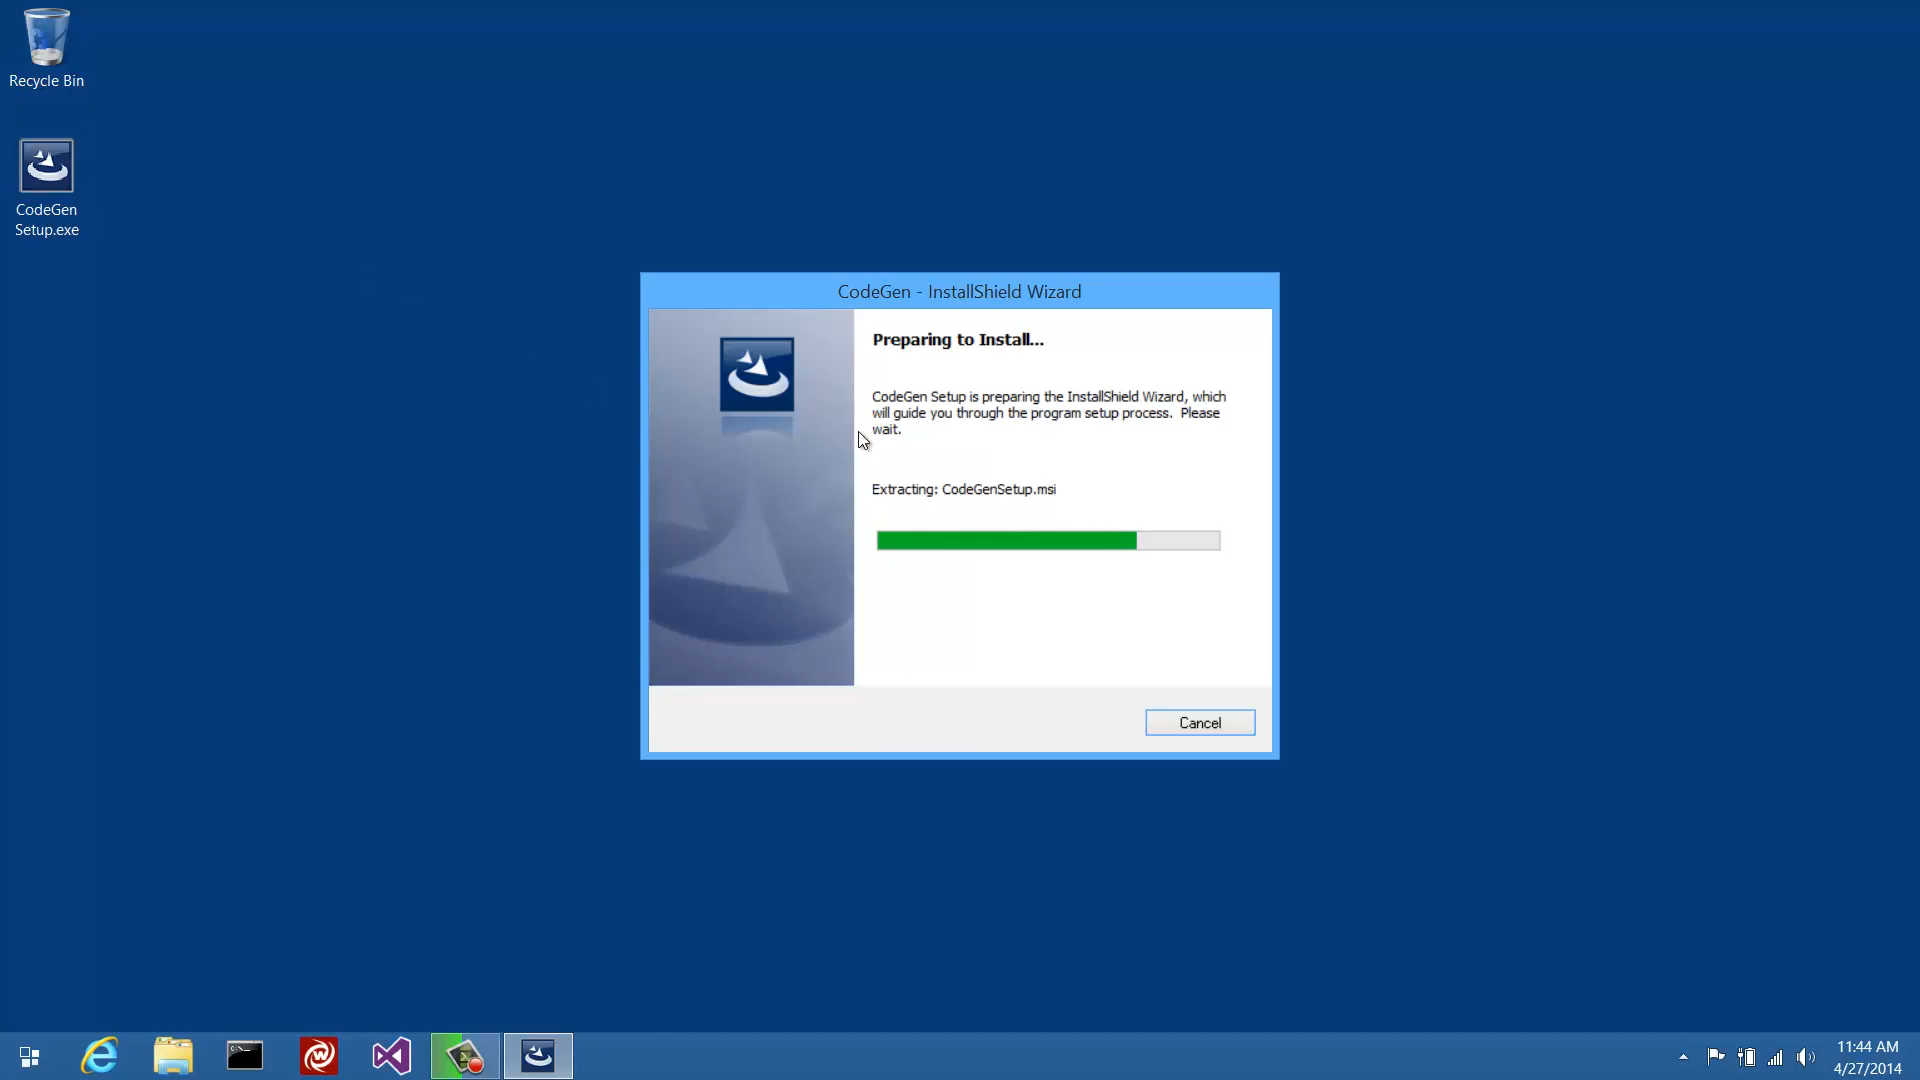 Recycle Bin
CodeGen
Setup.exe
CodeGen - InstallShield Wizard
Preparing to Install...
CodeGen Setup is preparing the InstallShield Wizard, which
will guide you through the program setup process.  Please
wait.
Extracting: CodeGenSetup.msi
Cancel
11:44 AM
4/27/2014